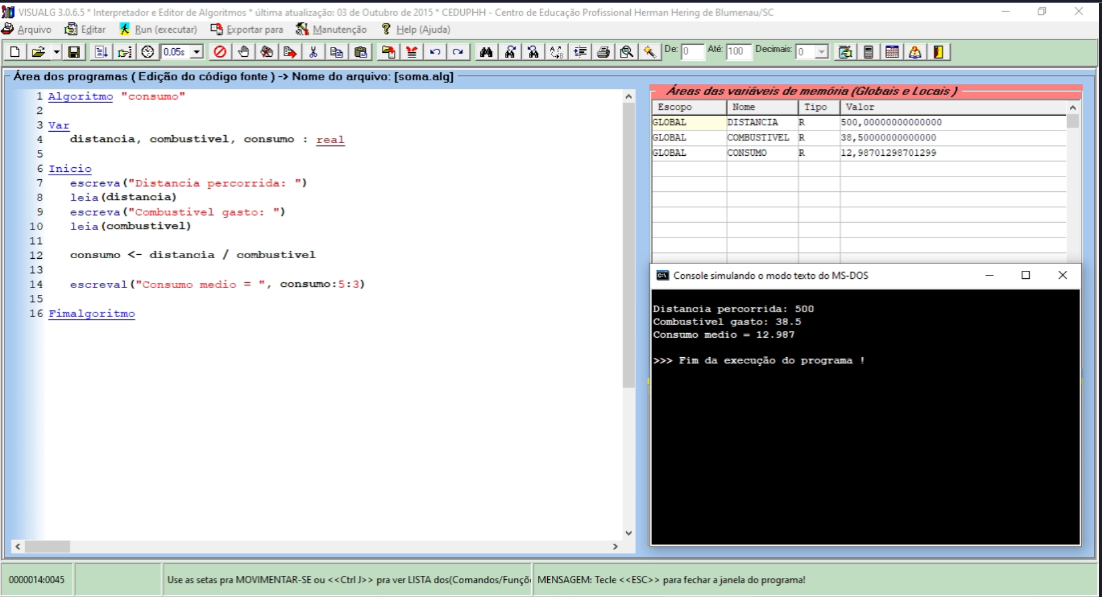 VISUALG 3.0.6.5 * Interpretador e Editor de Algoritmos * última atualização: 03 de Outubro de 2015 * CEDUPHH - Centro de Educação Profissional Herman Hering de Blumenau/SC
Arquivo Editar Run (executar) Exportar para Manutenção Help (Ajuda)
0,05s De: 0 Até: 100 Decimais: 0
Área dos programas ( Edição do código fonte ) -> Nome do arquivo: [soma.alg]
1 Algoritmo "consumo"
2
3 Var
4 distancia, combustivel, consumo : real
5
6 Inicio
7 escreva("Distancia percorrida: ")
8 leia(distancia)
9 escreva("Combustivel gasto: ")
10 leia(combustivel)
11
12 consumo <- distancia / combustivel
13
14 escreval("Consumo medio = ", consumo:5:3)
15
16 Fimalgoritmo
Áreas das variáveis de memória (Globais e Locais )
Escopo Nome Tipo Valor
GLOBAL DISTANCIA R 500,00000000000000
GLOBAL COMBUSTIVEL R 38,50000000000000
GLOBAL CONSUMO R 12,98701298701299
Console simulando o modo texto do MS-DOS
Distancia percorrida: 500
Combustivel gasto: 38.5
Consumo medio = 12.987
>>> Fim da execução do programa !
0000014:0045
Use as setas pra MOVIMENTAR-SE ou <<Ctrl J>> pra ver LISTA dos(Comandos/Funçõ
MENSAGEM: Tecle <<ESC>> para fechar a janela do programa!